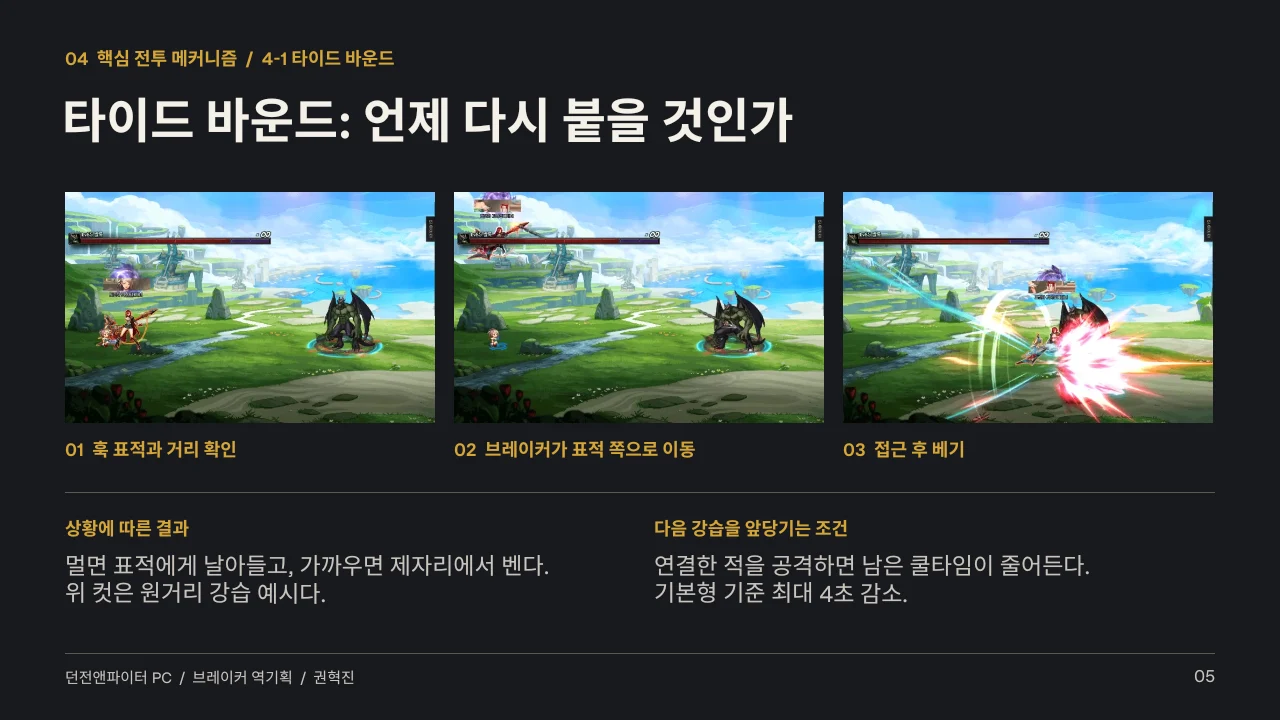 04 핵심 전투 메커니즘 / 4-1 타이드 바운드
타이드 바운드: 언제 다시 붙을 것인가
01 훅 표적과 거리 확인
02 브레이커가 표적 쪽으로 이동
03 접근 후 베기
상황에 따른 결과
멀면 표적에게 날아들고, 가까우면 제자리에서 벤다.
위 컷은 원거리 강습 예시다.
다음 강습을 앞당기는 조건
연결한 적을 공격하면 남은 쿨타임이 줄어든다.
기본형 기준 최대 4초 감소.
던전앤파이터 PC / 브레이커 역기획 / 권혁진
05